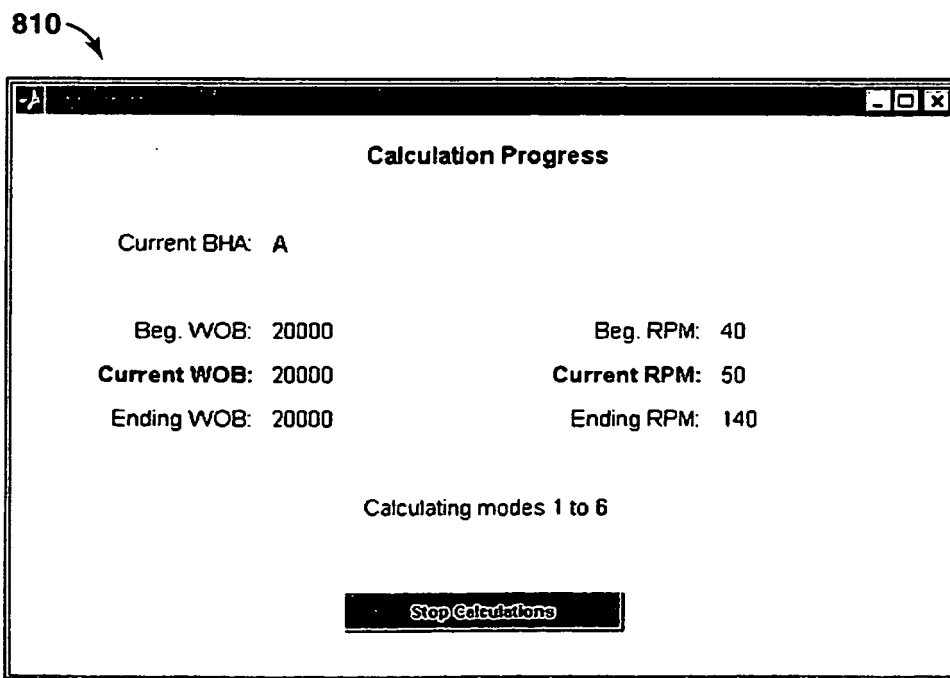 810
Calculation Progress
Current BHA: A
Beg. WOB: 20000 Beg. RPM: 40
Current WOB: 20000 Current RPM: 50
Ending WOB: 20000 Ending RPM: 140
Calculating modes 1 to 6
Stop Calculations